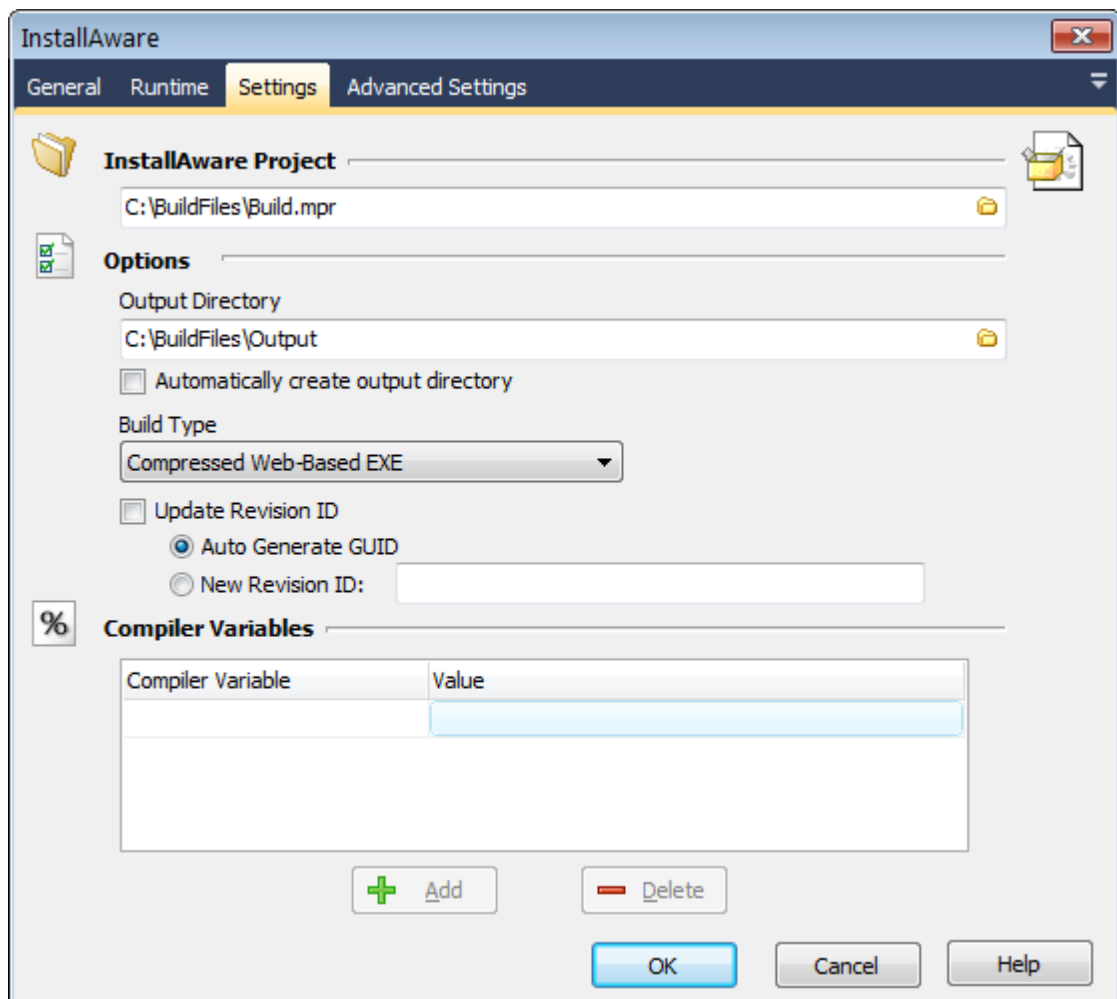 InstallAware
General Runtime Settings Advanced Settings
InstallAware Project
C:\BuildFiles\Build.mpr
Options
Output Directory
C:\BuildFiles\Output
Automatically create output directory
Build Type
Compressed Web-Based EXE
Update Revision ID
Auto Generate GUID
New Revision ID:
%
Compiler Variables
Compiler Variable Value
Add Delete
OK Cancel Help